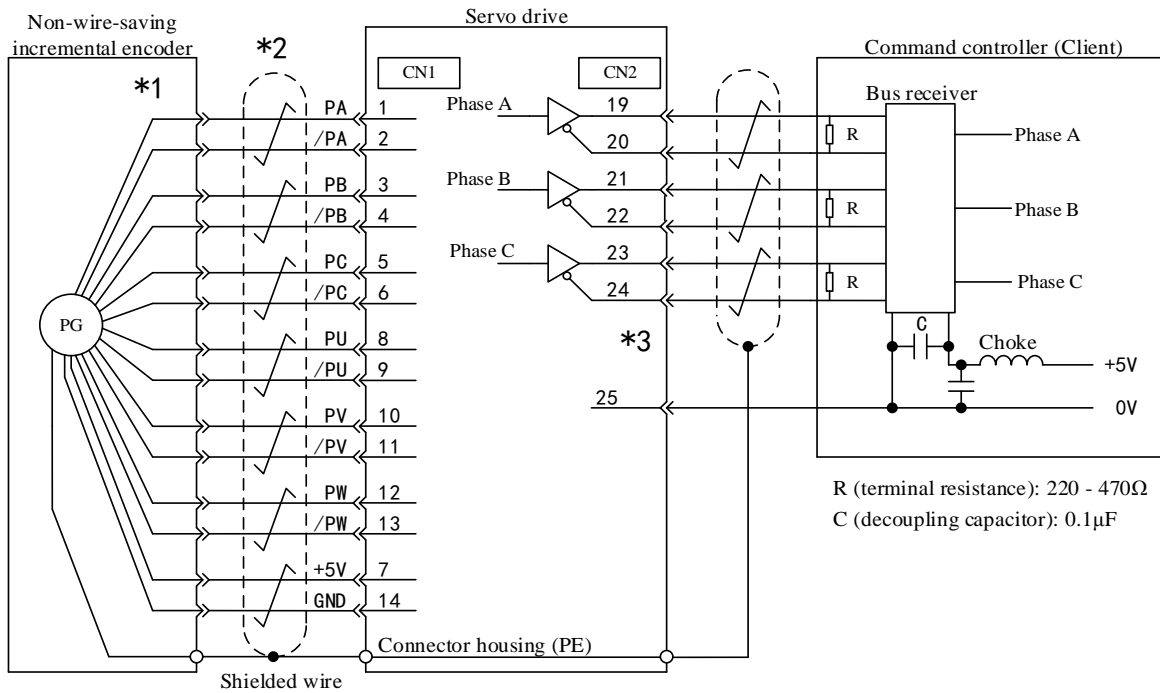 Non-wire-saving
incremental encoder
*1
*2
Servo drive
CN1
CN2
Command controller (Client)
Bus receiver
PG
PA 1
/PA 2
PB 3
/PB 4
PC 5
/PC 6
PU 8
/PU 9
PV 10
/PV 11
PW 12
/PW 13
+5V 7
GND 14
Phase A
19
20
Phase B
21
22
Phase C
23
24
*3
25
R
R
R
Phase A
Phase B
Phase C
C
Choke
+5V
0V
R (terminal resistance): 220 - 470Ω
C (decoupling capacitor): 0.1μF
Connector housing (PE)
Shielded wire